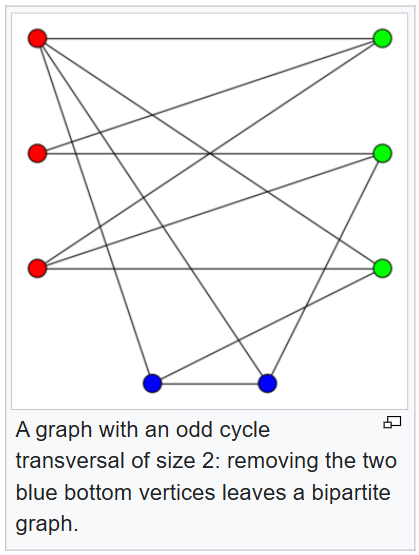 A graph with an odd cycle
transversal of size 2: removing the two
blue bottom vertices leaves a bipartite
graph.